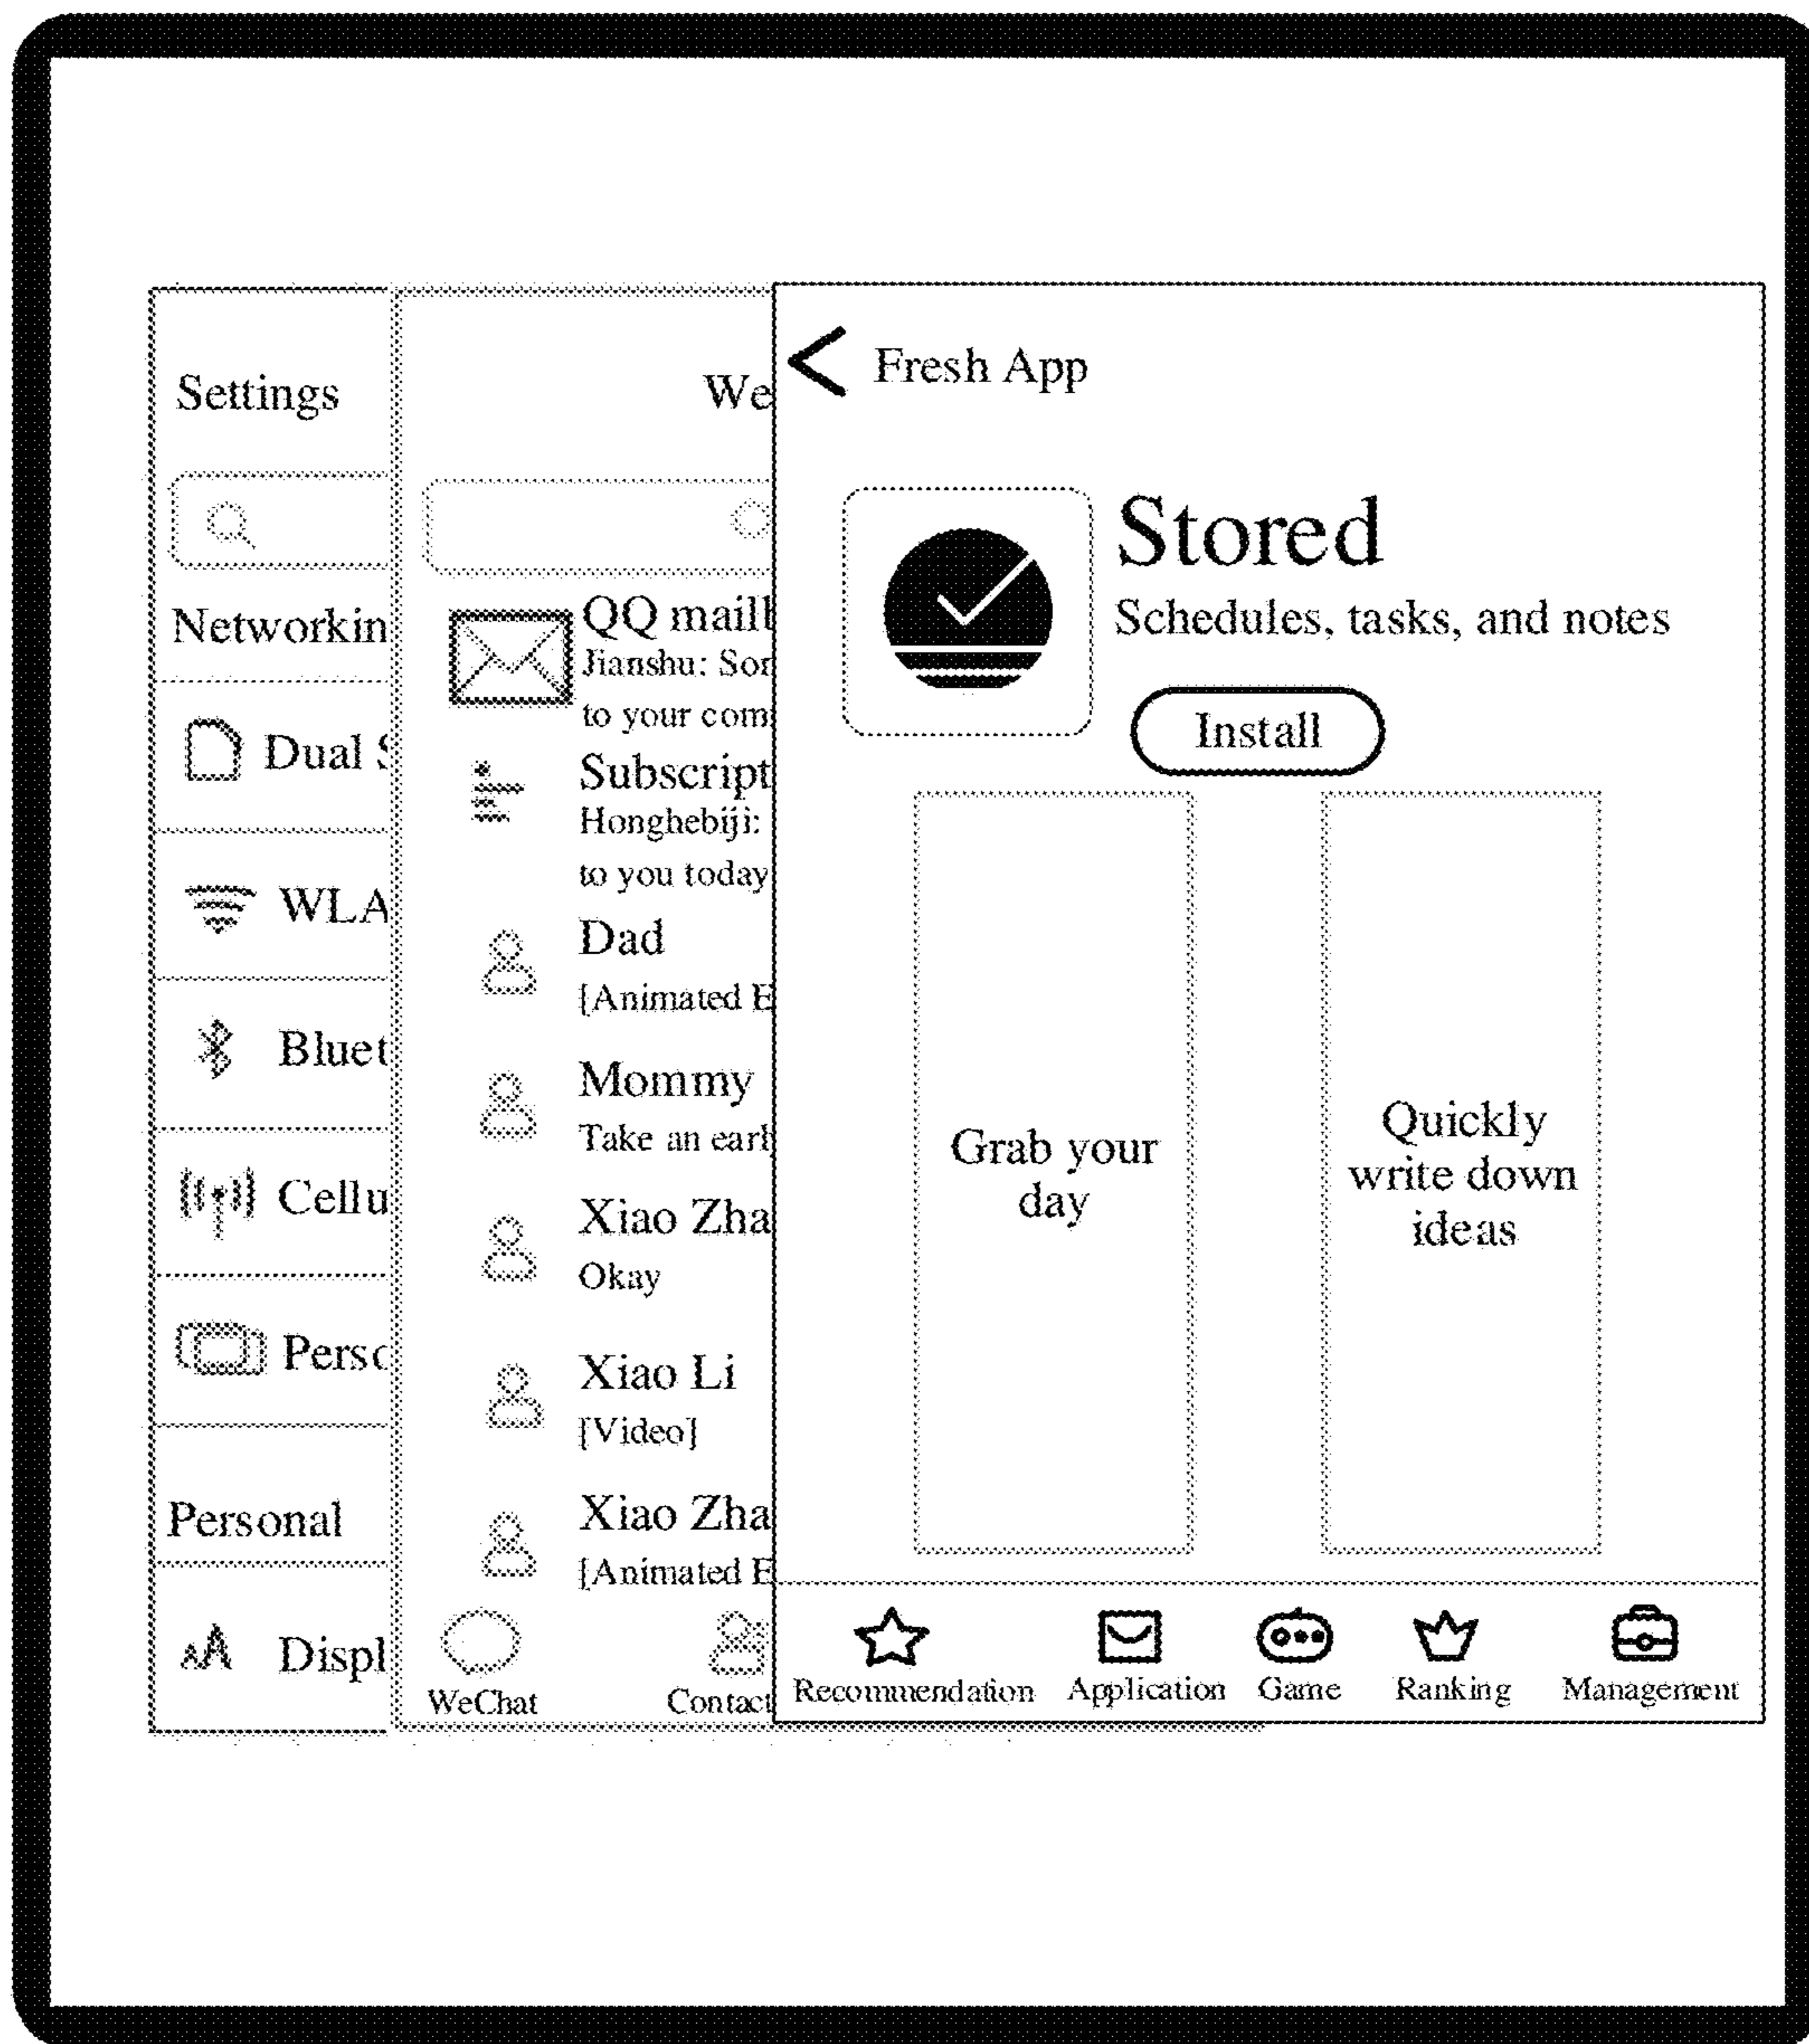 Settings
Networkin
Dual S
WLA
Bluet
Cellu
Perso
Personal
AA Displ
We
QQ mailb
Jianshu: Son
to your com
Subscript
Honghebiji:
to you today
Dad
[Animated E
Mommy
Take an earl
Xiao Zha
Okay
Xiao Li
[Video]
Xiao Zha
[Animated E
WeChat Contact
Fresh App
Stored
Schedules, tasks, and notes
Install
Grab your
day
Quickly
write down
ideas
Recommendation Application Game Ranking Management